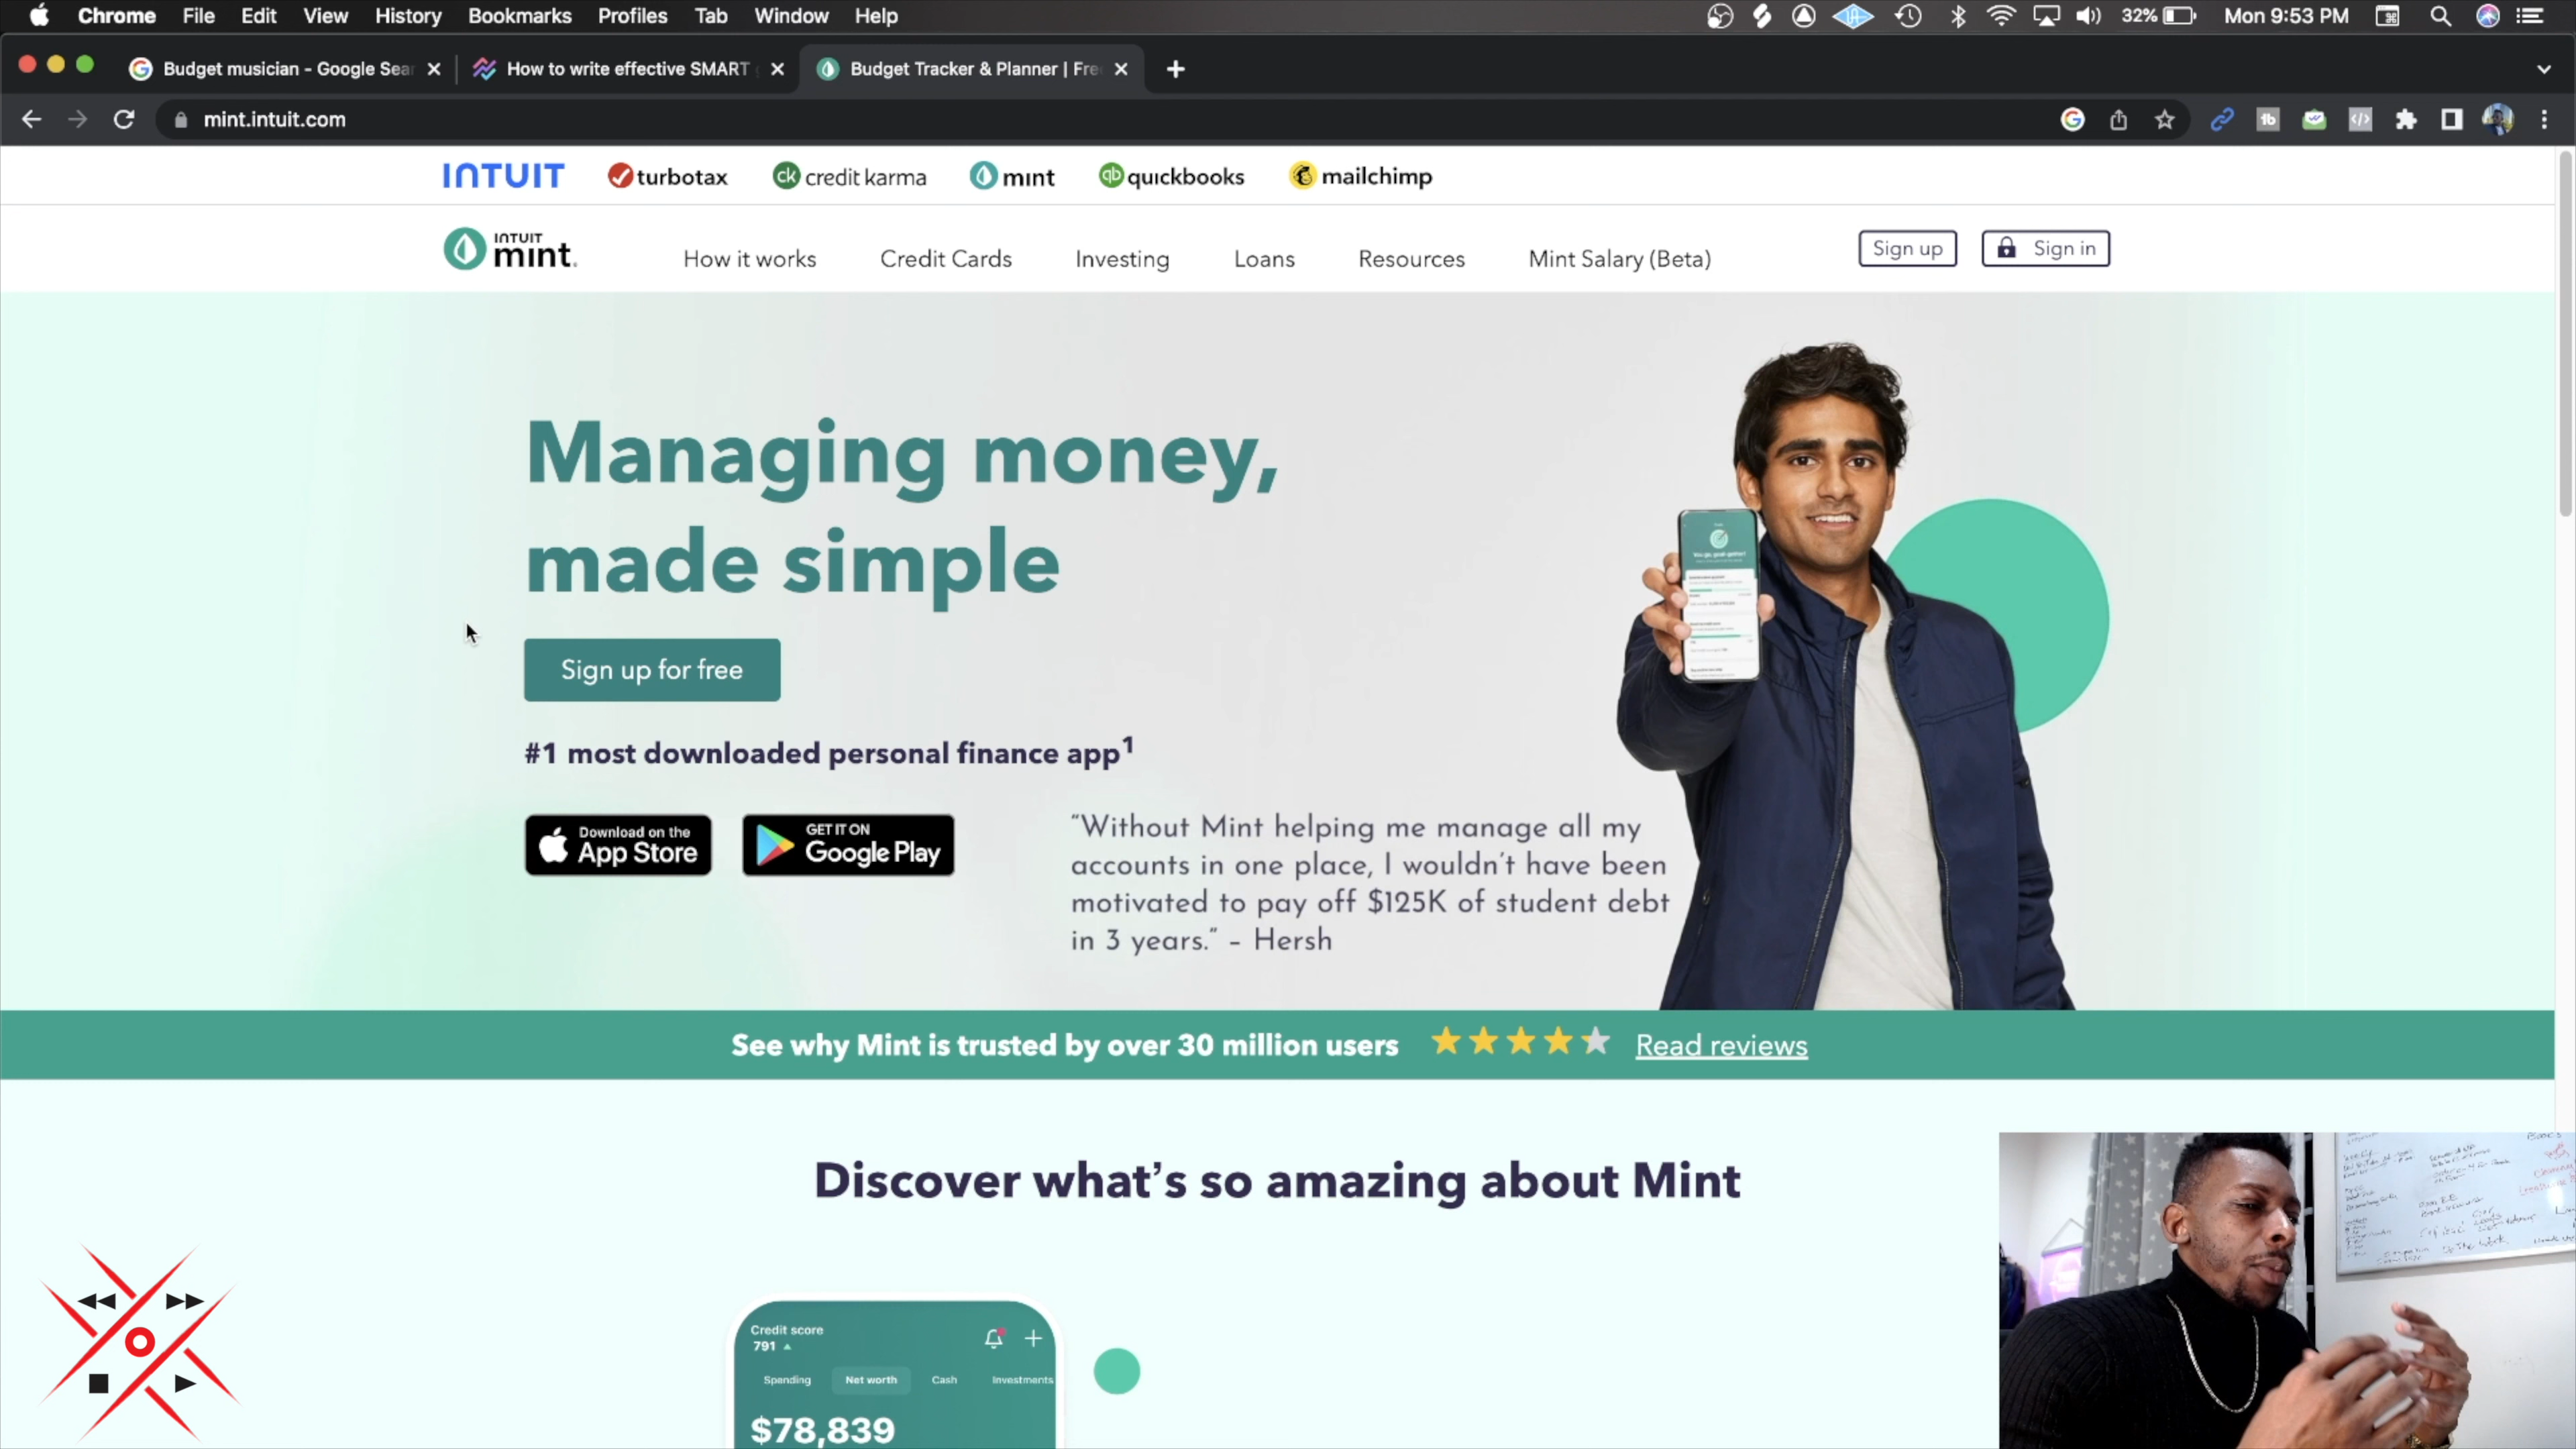 Chrome File Edit View History Bookmarks Profiles Tab Window Help 32% Mon 9:53 PM
Budget musician - Google Sear How to write effective SMART Budget Tracker & Planner | Fre
mint.intuit.com
INTUIT turbotax credit karma mint quickbooks mailchimp
INTUIT
mint.
How it works Credit Cards Investing Loans Resources Mint Salary (Beta) Sign up Sign in
Managing money,
made simple
Sign up for free
#1 most downloaded personal finance app1
Download on the
App Store
GET IT ON
Google Play
“Without Mint helping me manage all my
accounts in one place, I wouldn’t have been
motivated to pay off $125K of student debt
in 3 years.” – Hersh
See why Mint is trusted by over 30 million users Read reviews
Discover what’s so amazing about Mint
Credit score
791
Spending Net worth Cash Investments
$78,839